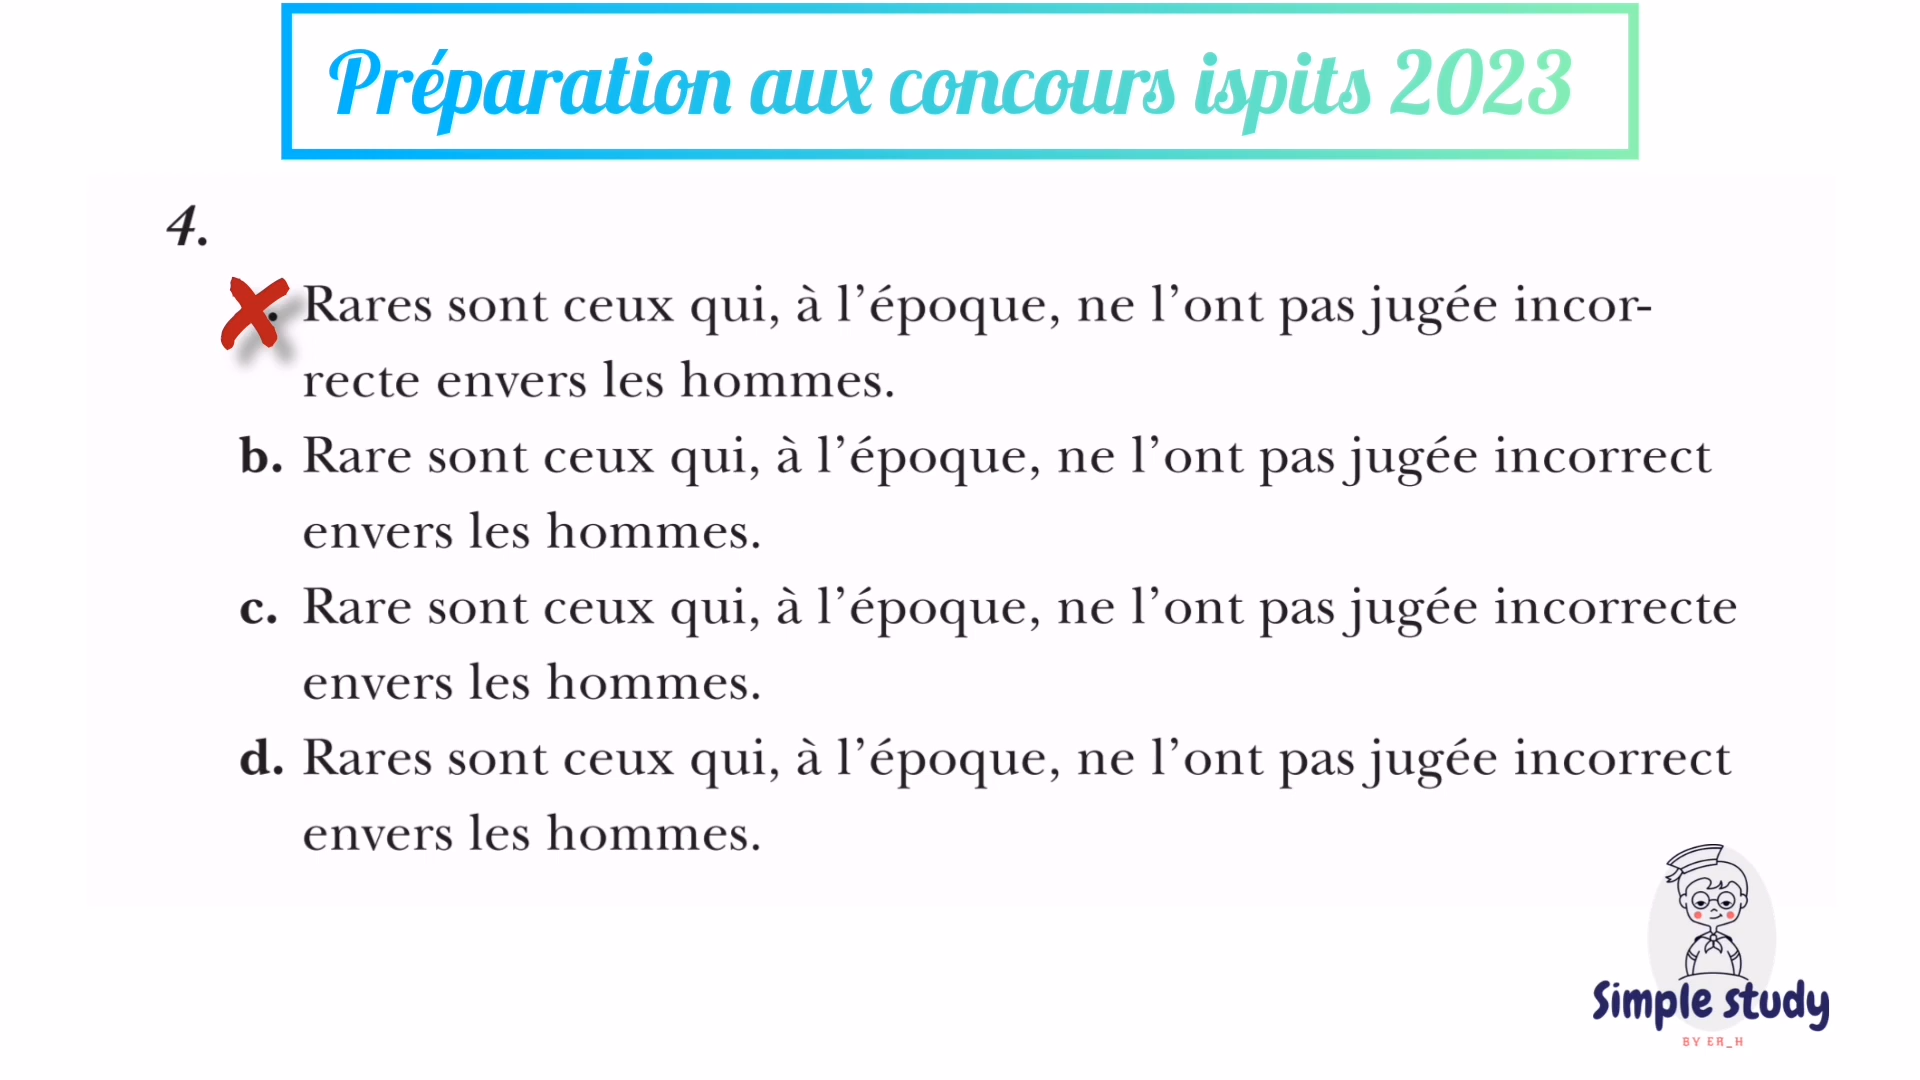 Préparation aux concours ispits 2023
4.
. Rares sont ceux qui, à l’époque, ne l’ont pas jugée incor-
recte envers les hommes.
b. Rare sont ceux qui, à l’époque, ne l’ont pas jugée incorrect
envers les hommes.
c. Rare sont ceux qui, à l’époque, ne l’ont pas jugée incorrecte
envers les hommes.
d. Rares sont ceux qui, à l’époque, ne l’ont pas jugée incorrect
envers les hommes.
Simple study
BY ER_H